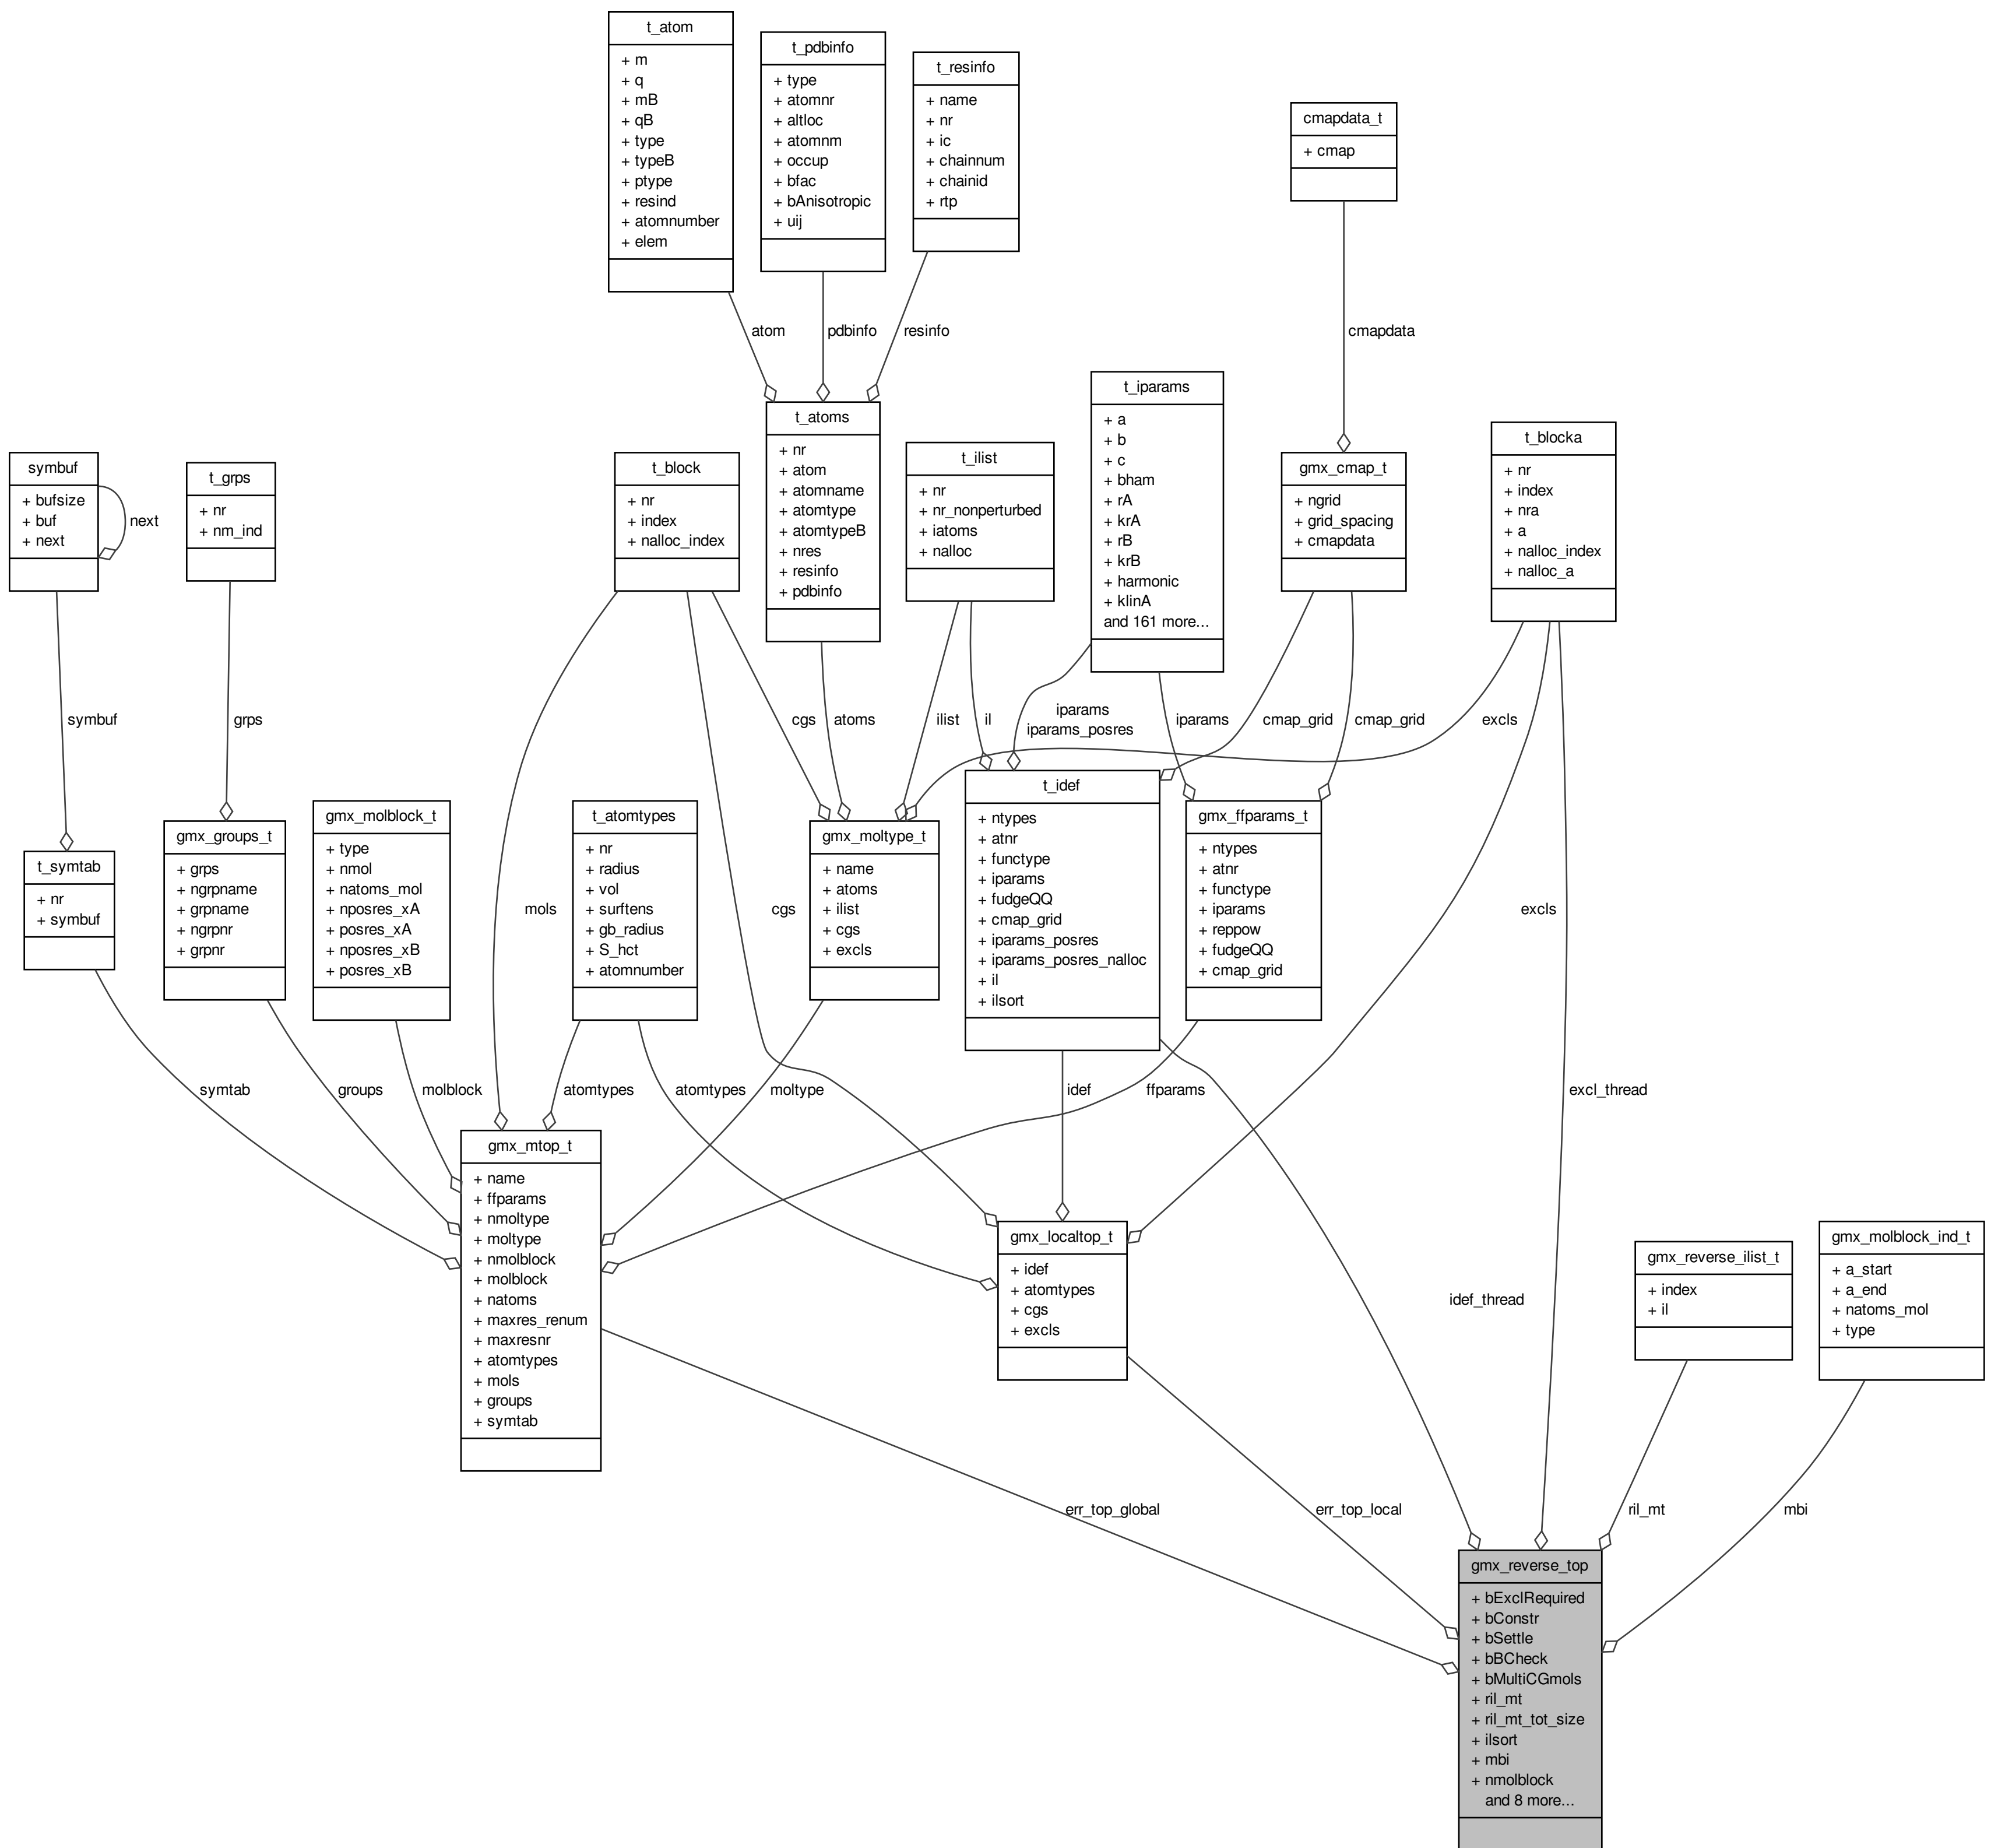 t_atom
+ m
+ q
+ mB
+ qB
+ type
+ typeB
+ ptype
+ resind
+ atomnumber
+ elem
t_pdbinfo
+ type
+ atomnr
+ altloc
+ atomnm
+ occup
+ bfac
+ bAnisotropic
+ uij
t_resinfo
+ name
+ nr
+ ic
+ chainnum
+ chainid
+ rtp
cmapdata_t
+ cmap
atom
pdbinfo
resinfo
cmapdata
symbuf
+ bufsize
+ buf
+ next
next
t_grps
+ nr
+ nm_ind
t_block
+ nr
+ index
+ nalloc_index
t_atoms
+ nr
+ atom
+ atomname
+ atomtype
+ atomtypeB
+ nres
+ resinfo
+ pdbinfo
t_ilist
+ nr
+ nr_nonperturbed
+ iatoms
+ nalloc
t_iparams
+ a
+ b
+ c
+ bham
+ rA
+ krA
+ rB
+ krB
+ harmonic
+ klinA
and 161 more...
gmx_cmap_t
+ ngrid
+ grid_spacing
+ cmapdata
t_blocka
+ nr
+ index
+ nra
+ a
+ nalloc_index
+ nalloc_a
symbuf
grps
cgs
atoms
ilist
il
iparams
iparams_posres
iparams
cmap_grid
cmap_grid
excls
t_symtab
+ nr
+ symbuf
gmx_groups_t
+ grps
+ ngrpname
+ grpname
+ ngrpnr
+ grpnr
gmx_molblock_t
+ type
+ nmol
+ natoms_mol
+ nposres_xA
+ posres_xA
+ nposres_xB
+ posres_xB
mols
t_atomtypes
+ nr
+ radius
+ vol
+ surftens
+ gb_radius
+ S_hct
+ atomnumber
cgs
gmx_moltype_t
+ name
+ atoms
+ ilist
+ cgs
+ excls
t_idef
+ ntypes
+ atnr
+ functype
+ iparams
+ fudgeQQ
+ cmap_grid
+ iparams_posres
+ iparams_posres_nalloc
+ il
+ ilsort
gmx_ffparams_t
+ ntypes
+ atnr
+ functype
+ iparams
+ reppow
+ fudgeQQ
+ cmap_grid
excls
symtab
groups
molblock
atomtypes
atomtypes
moltype
idef
ffparams
excl_thread
gmx_mtop_t
+ name
+ ffparams
+ nmoltype
+ moltype
+ nmolblock
+ molblock
+ natoms
+ maxres_renum
+ maxresnr
+ atomtypes
+ mols
+ groups
+ symtab
gmx_localtop_t
+ idef
+ atomtypes
+ cgs
+ excls
idef_thread
gmx_reverse_ilist_t
+ index
+ il
gmx_molblock_ind_t
+ a_start
+ a_end
+ natoms_mol
+ type
err_top_global
err_top_local
ril_mt
mbi
gmx_reverse_top
+ bExclRequired
+ bConstr
+ bSettle
+ bBCheck
+ bMultiCGmols
+ ril_mt
+ ril_mt_tot_size
+ ilsort
+ mbi
+ nmolblock
and 8 more...